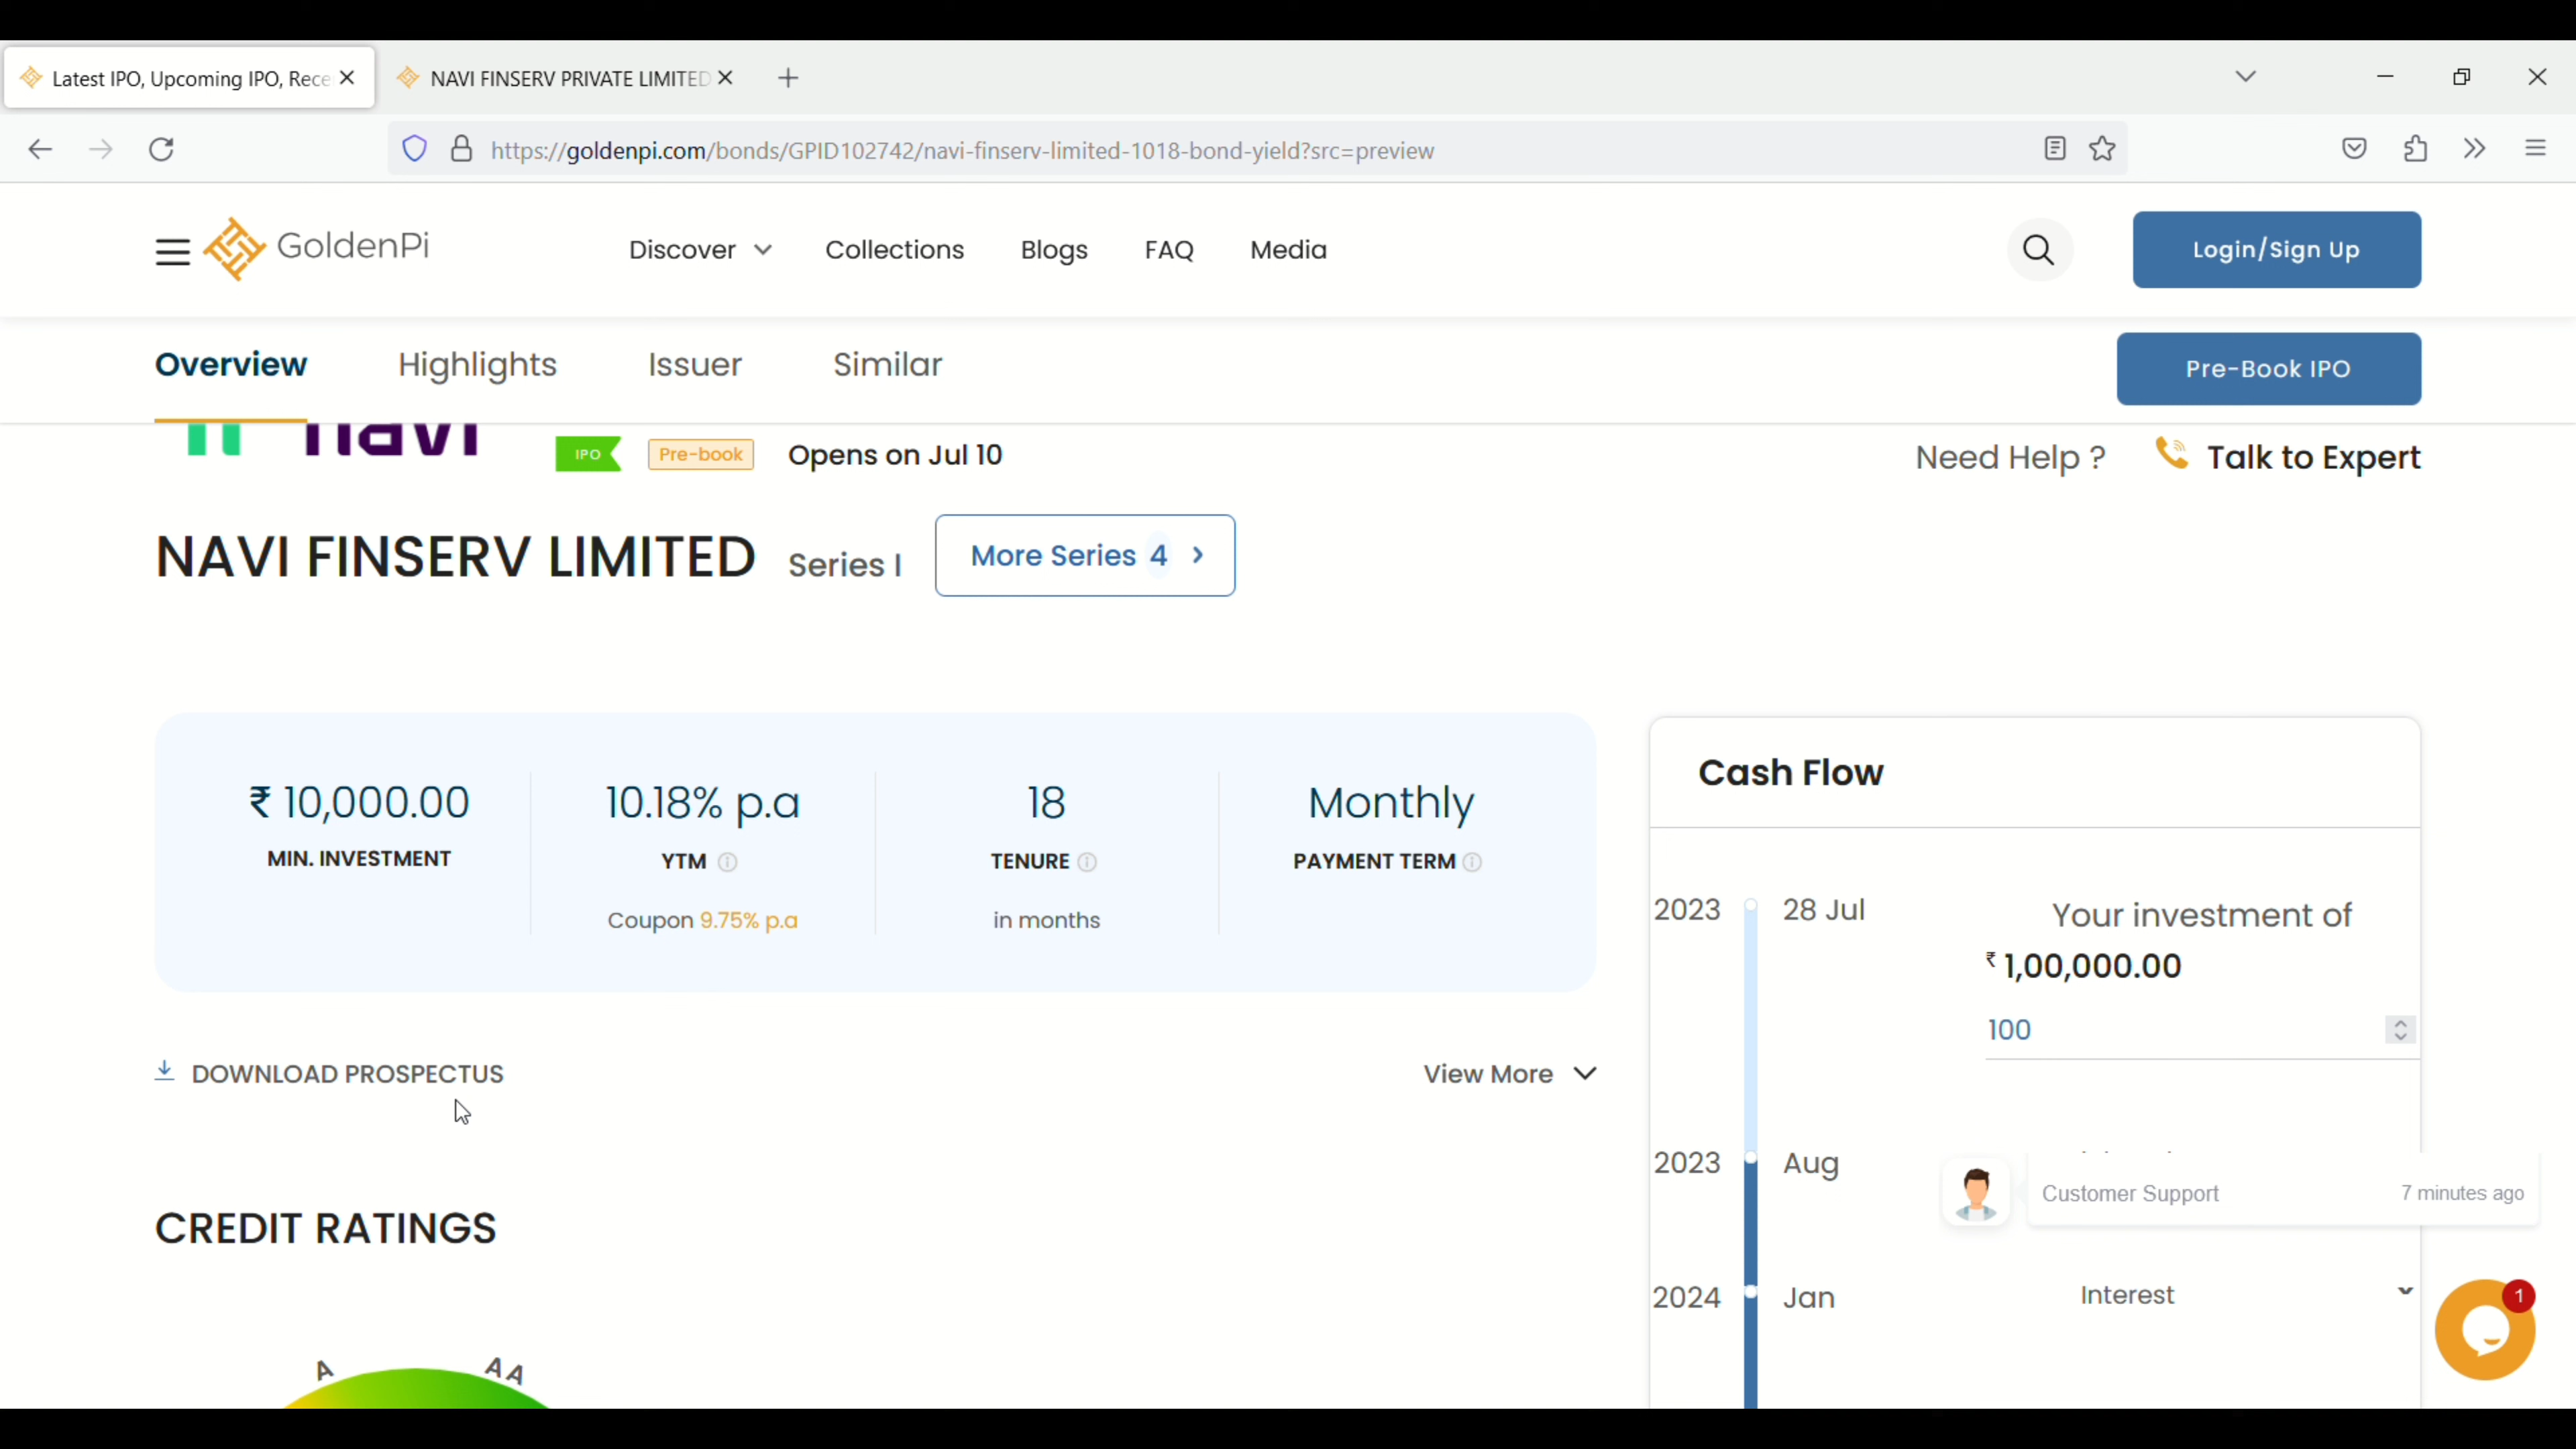 Latest IPO, Upcoming IPO, Rece
NAVI FINSERV PRIVATE LIMITED
https://goldenpi.com/bonds/GPID102742/navi-finserv-limited-1018-bond-yield?src=preview
GoldenPi
Discover
Collections
Blogs
FAQ
Media
Login/Sign Up
Overview
Highlights
Issuer
Similar
Pre-Book IPO
navi
IPO
Pre-book
Opens on Jul 10
Need Help ?
Talk to Expert
NAVI FINSERV LIMITED
Series I
More Series 4 >
₹ 10,000.00
MIN. INVESTMENT
10.18% p.a
YTM
Coupon 9.75% p.a
18
TENURE
in months
Monthly
PAYMENT TERM
DOWNLOAD PROSPECTUS
View More
CREDIT RATINGS
A
AA
Cash Flow
2023
28 Jul
Your investment of
₹ 1,00,000.00
100
2023
Aug
Customer Support
7 minutes ago
2024
Jan
Interest
1